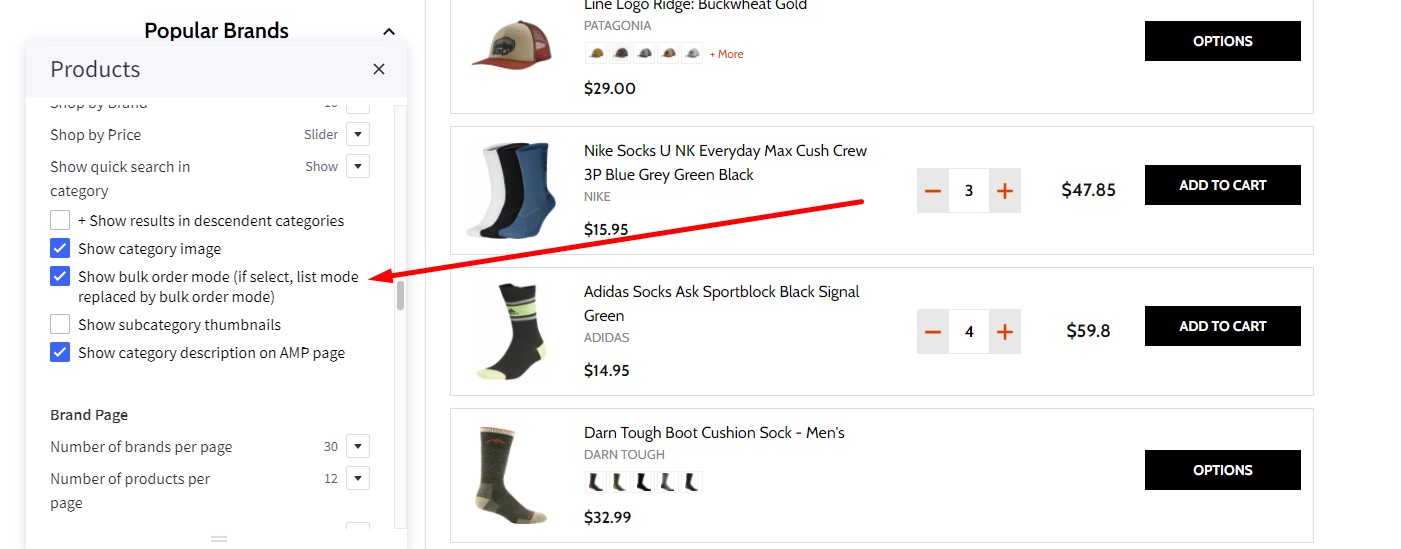 Popular Brands
Products
Shop by Brand
Shop by Price
Slider
Show quick search in
category
Show
+ Show results in descendent categories
Show category image
Show bulk order mode (if select, list mode
replaced by bulk order mode)
Show subcategory thumbnails
Show category description on AMP page
Brand Page
Number of brands per page
30
Number of products per
page
12
Line Logo Ridge: Buckwheat Gold
PATAGONIA
+ More
$29.00
OPTIONS
Nike Socks U NK Everyday Max Cush Crew
3P Blue Grey Green Black
NIKE
$15.95
3
$47.85
ADD TO CART
Adidas Socks Ask Sportblock Black Signal
Green
ADIDAS
$14.95
4
$59.8
ADD TO CART
Darn Tough Boot Cushion Sock - Men's
DARN TOUGH
$32.99
OPTIONS